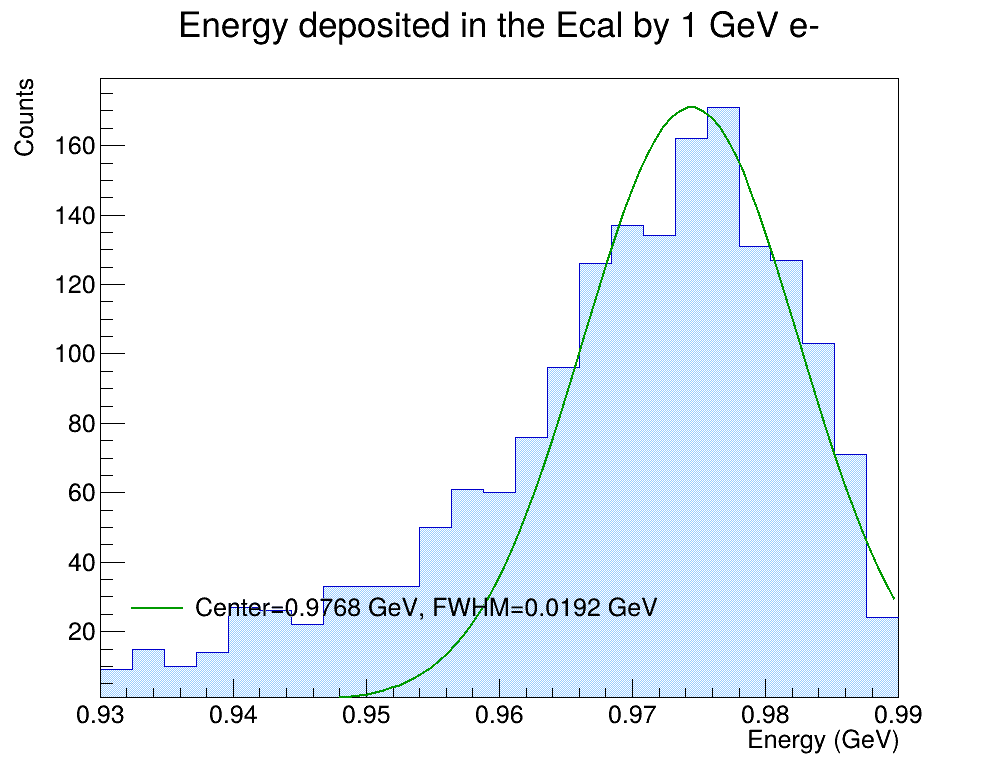 Energy deposited in the Ecal by 1 GeV e-
Counts
160
140
120
100
80
60
40
20
Center=0.9768 GeV, FWHM=0.0192 GeV
0.93 0.94 0.95 0.96 0.97 0.98 0.99
Energy (GeV)